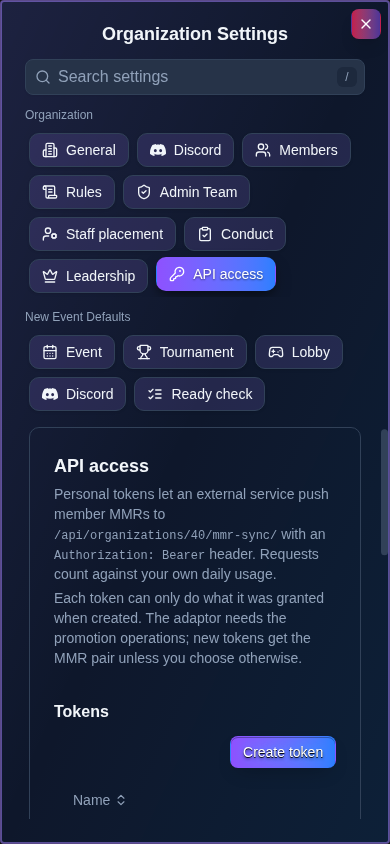 Organization Settings
Search settings /
Organization
General Discord Members
Rules Admin Team
Staff placement Conduct
Leadership API access
New Event Defaults
Event Tournament Lobby
Discord Ready check
API access
Personal tokens let an external service push
member MMRs to
/api/organizations/40/mmr-sync/ with an
Authorization: Bearer header. Requests
count against your own daily usage.
Each token can only do what it was granted
when created. The adaptor needs the
promotion operations; new tokens get the
MMR pair unless you choose otherwise.
Tokens
Create token
Name